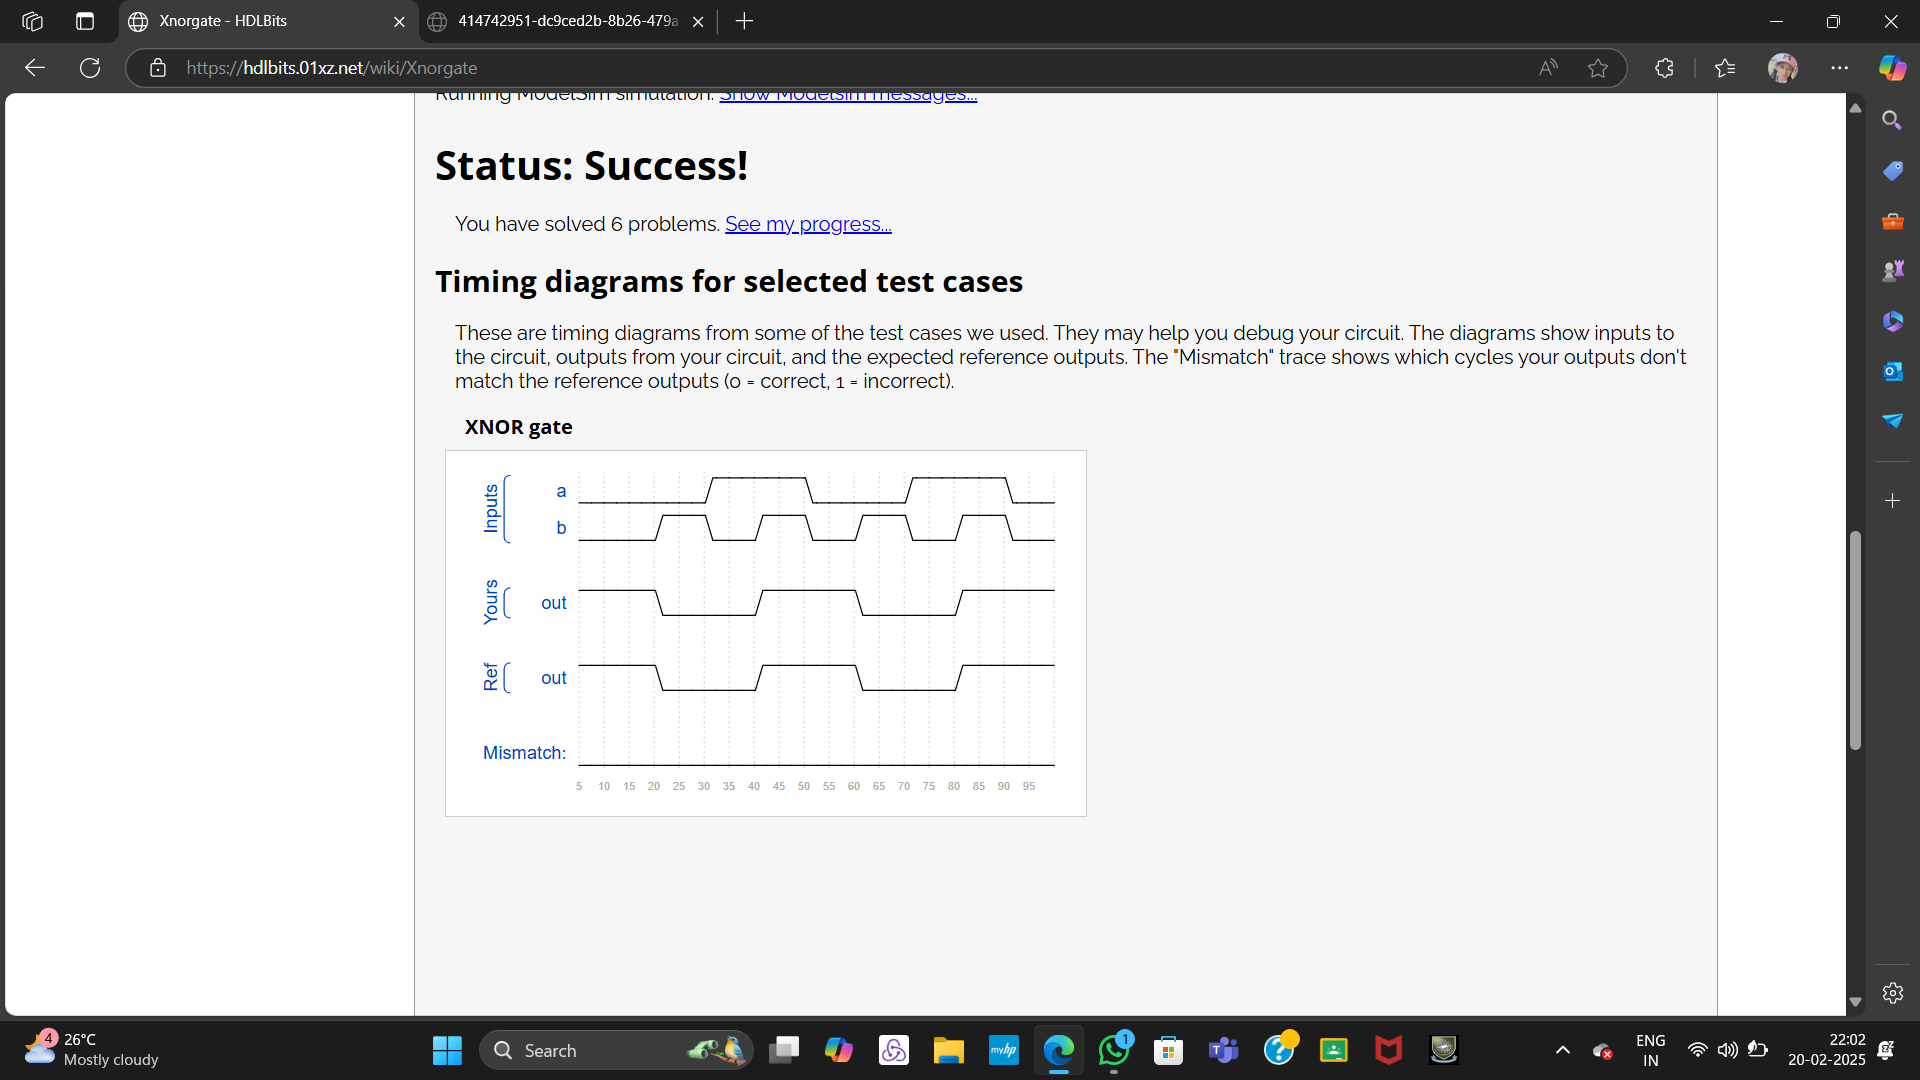 Xnorgate - HDLBits
414742951-dc9ced2b-8b26-479a
https://hdlbits.01xz.net/wiki/Xnorgate
Running ModelSim simulation. Show Modelsim messages...
Status: Success!
You have solved 6 problems. See my progress...
Timing diagrams for selected test cases
These are timing diagrams from some of the test cases we used. They may help you debug your circuit. The diagrams show inputs to
the circuit, outputs from your circuit, and the expected reference outputs. The "Mismatch" trace shows which cycles your outputs don't
match the reference outputs (0 = correct, 1 = incorrect).
XNOR gate
Inputs
a
b
Yours
out
Ref
out
Mismatch:
5 10 15 20 25 30 35 40 45 50 55 60 65 70 75 80 85 90 95
4
26°C
Mostly cloudy
Search
myhp
1
ENG
IN
22:02
20-02-2025